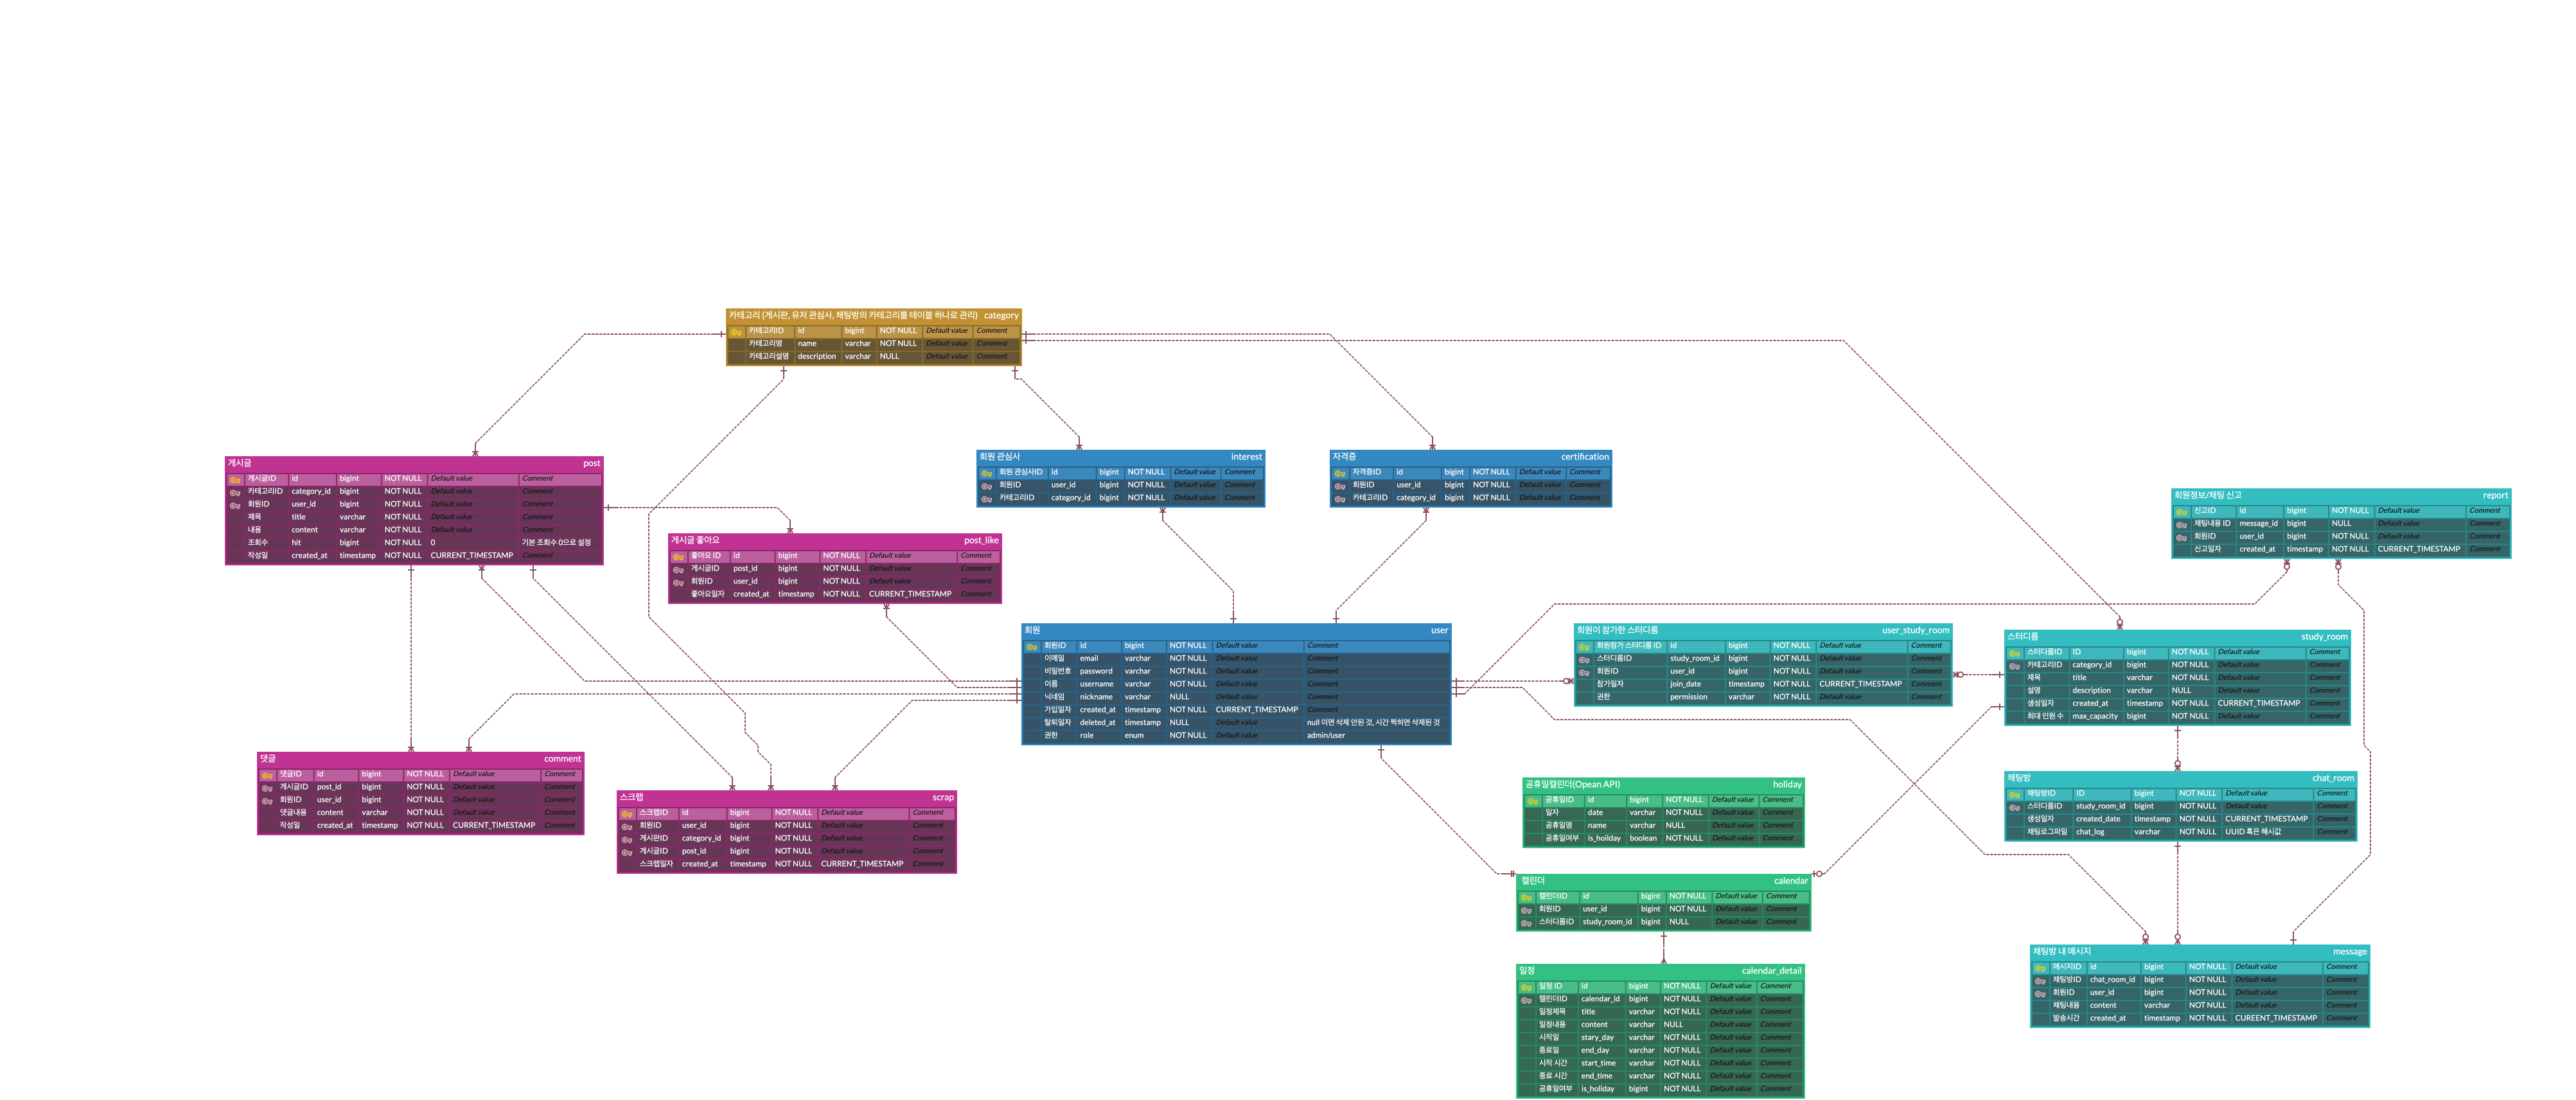 카테고리 (게시판, 유저 관심사, 채팅방의 카테고리를 테이블 하나로 관리) category
카테고리ID id bigint NOT NULL Default value Comment
카테고리명 name varchar NOT NULL Default value Comment
카테고리설명 description varchar NULL Default value Comment
게시글 post
게시글ID id bigint NOT NULL Default value Comment
카테고리ID category_id bigint NOT NULL Default value Comment
회원ID user_id bigint NOT NULL Default value Comment
제목 title varchar NOT NULL Default value Comment
내용 content varchar NOT NULL Default value Comment
조회수 hit bigint NOT NULL 0 기본 조회수 0으로 설정
작성일 created_at timestamp NOT NULL CURRENT_TIMESTAMP Comment
회원 관심사 interest
회원 관심사ID id bigint NOT NULL Default value Comment
회원ID user_id bigint NOT NULL Default value Comment
카테고리ID category_id bigint NOT NULL Default value Comment
자격증 certification
자격증ID id bigint NOT NULL Default value Comment
회원ID user_id bigint NOT NULL Default value Comment
카테고리ID category_id bigint NOT NULL Default value Comment
회원정보/채팅 신고 report
신고ID id bigint NOT NULL Default value Comment
채팅내용 ID message_id bigint NULL Default value Comment
회원ID user_id bigint NOT NULL Default value Comment
신고일자 created_at timestamp NOT NULL CURRENT_TIMESTAMP Comment
게시글 좋아요 post_like
좋아요 ID id bigint NOT NULL Default value Comment
게시글ID post_id bigint NOT NULL Default value Comment
회원ID user_id bigint NOT NULL Default value Comment
좋아요일자 created_at timestamp NOT NULL CURRENT_TIMESTAMP Comment
회원 user
회원ID id bigint NOT NULL Default value Comment
이메일 email varchar NOT NULL Default value Comment
비밀번호 password varchar NOT NULL Default value Comment
이름 username varchar NOT NULL Default value Comment
닉네임 nickname varchar NULL Default value Comment
가입일자 created_at timestamp NOT NULL CURRENT_TIMESTAMP Comment
탈퇴일자 deleted_at timestamp NULL Default value null 이면 삭제 안된 것, 시간 찍히면 삭제된 것
권한 role enum NOT NULL Default value admin/user
회원이 참가한 스터디룸 user_study_room
회원참가 스터디룸 ID id bigint NOT NULL Default value Comment
스터디룸ID study_room_id bigint NOT NULL Default value Comment
회원ID user_id bigint NOT NULL Default value Comment
참가일자 join_date timestamp NOT NULL CURRENT_TIMESTAMP Comment
권한 permission varchar NOT NULL Default value Comment
스터디룸 study_room
스터디룸ID ID bigint NOT NULL Default value Comment
카테고리ID category_id bigint NOT NULL Default value Comment
제목 title varchar NOT NULL Default value Comment
설명 description varchar NULL Default value Comment
생성일자 created_at timestamp NOT NULL CURRENT_TIMESTAMP Comment
최대 인원 수 max_capacity bigint NOT NULL Default value Comment
댓글 comment
댓글ID id bigint NOT NULL Default value Comment
게시글ID post_id bigint NOT NULL Default value Comment
회원ID user_id bigint NOT NULL Default value Comment
댓글내용 content varchar NOT NULL Default value Comment
작성일 created_at timestamp NOT NULL CURRENT_TIMESTAMP Comment
스크랩 scrap
스크랩ID id bigint NOT NULL Default value Comment
회원ID user_id bigint NOT NULL Default value Comment
게시판ID category_id bigint NOT NULL Default value Comment
게시글ID post_id bigint NOT NULL Default value Comment
스크랩일자 created_at timestamp NOT NULL CURRENT_TIMESTAMP Comment
공휴일캘린더(Opean API) holiday
공휴일ID id bigint NOT NULL Default value Comment
일자 date varchar NOT NULL Default value Comment
공휴일명 name varchar NULL Default value Comment
공휴일여부 is_hoilday boolean NOT NULL Default value Comment
채팅방 chat_room
채팅방ID ID bigint NOT NULL Default value Comment
스터디룸ID study_room_id bigint NOT NULL Default value Comment
생성일자 created_date timestamp NOT NULL CURRENT_TIMESTAMP Comment
채팅로그파일 chat_log varchar NOT NULL UUID 혹은 해시값 Comment
캘린더 calendar
캘린더ID id bigint NOT NULL Default value Comment
회원ID user_id bigint NOT NULL Default value Comment
스터디룸ID study_room_id bigint NULL Default value Comment
채팅방 내 메시지 message
메시지ID id bigint NOT NULL Default value Comment
채팅방ID chat_room_id bigint NOT NULL Default value Comment
회원ID user_id bigint NOT NULL Default value Comment
채팅내용 content varchar NOT NULL Default value Comment
발송시간 created_at timestamp NOT NULL CUREENT_TIMESTAMP Comment
일정 calendar_detail
일정 ID id bigint NOT NULL Default value Comment
캘린더ID calendar_id bigint NOT NULL Default value Comment
일정제목 title varchar NOT NULL Default value Comment
일정내용 content varchar NULL Default value Comment
시작일 stary_day varchar NOT NULL Default value Comment
종료일 end_day varchar NOT NULL Default value Comment
시작 시간 start_time varchar NOT NULL Default value Comment
종료 시간 end_time varchar NOT NULL Default value Comment
공휴일여부 is_holiday bigint NOT NULL Default value Comment